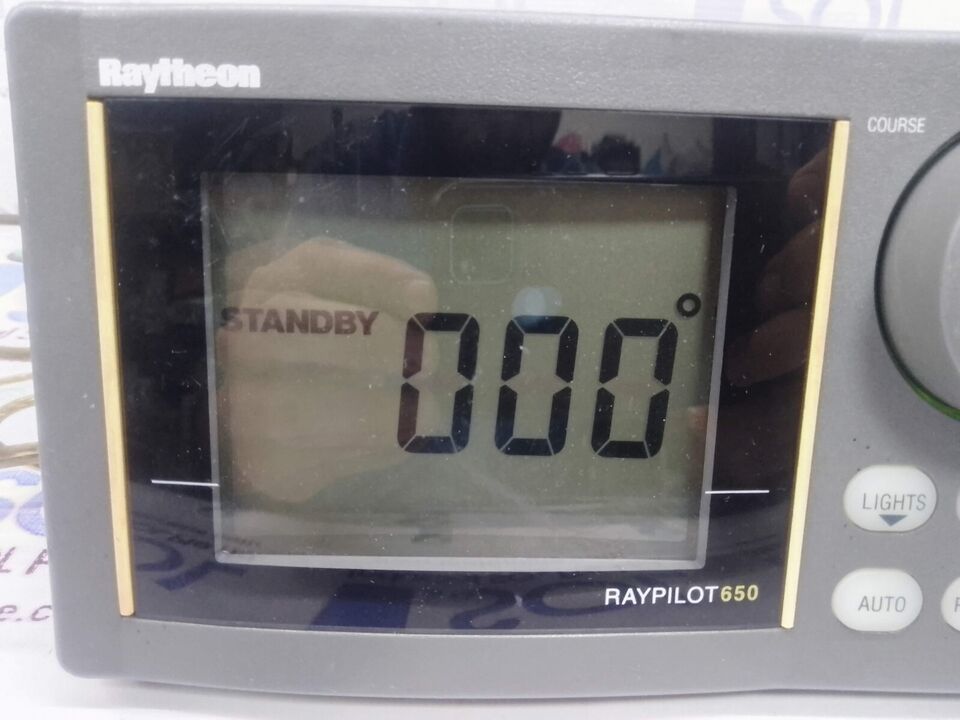 Raytheon
COURSE
STANDBY 000°
LIGHTS
RAYPILOT650
AUTO